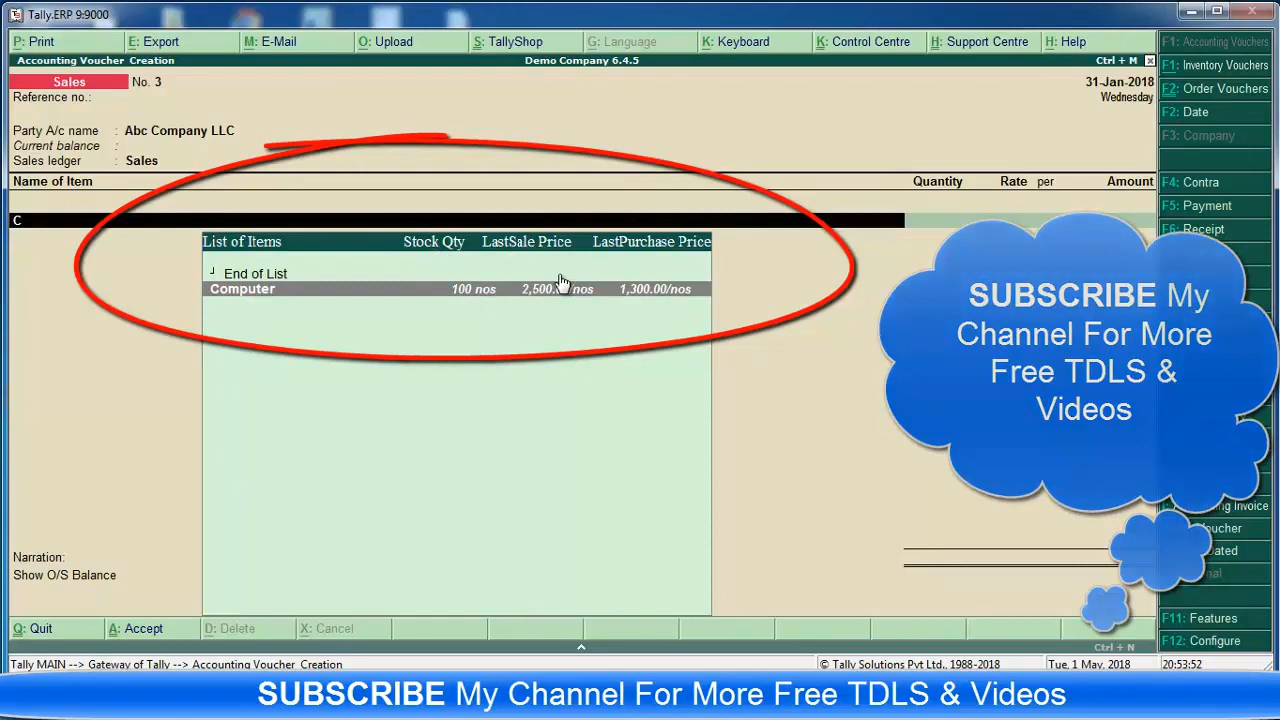 Tally.ERP 9:9000
P: Print E: Export M: E-Mail O: Upload S: TallyShop G: Language K: Keyboard K: Control Centre H: Support Centre H: Help
F1: Accounting Vouchers
Accounting Voucher Creation Demo Company 6.4.5 Ctrl + M
F1: Inventory Vouchers
Sales No. 3 31-Jan-2018
F2: Order Vouchers
Reference no.: Wednesday
F2: Date
Party A/c name : Abc Company LLC
F3: Company
Current balance :
Sales ledger : Sales
Name of Item Quantity Rate per Amount
F4: Contra
F5: Payment
C
F6: Receipt
List of Items Stock Qty LastSale Price LastPurchase Price
End of List
Computer 100 nos 2,500. /nos 1,300.00/nos
SUBSCRIBE My
Channel For More
Free TDLS &
Videos
Invoice
Narration:
Show O/S Balance
Q: Quit A: Accept D: Delete X: Cancel
F11: Features
Ctrl + N
F12: Configure
Tally MAIN --> Gateway of Tally --> Accounting Voucher Creation © Tally Solutions Pvt Ltd., 1988-2018 Tue, 1 May, 2018 20:53:52
SUBSCRIBE My Channel For More Free TDLS & Videos